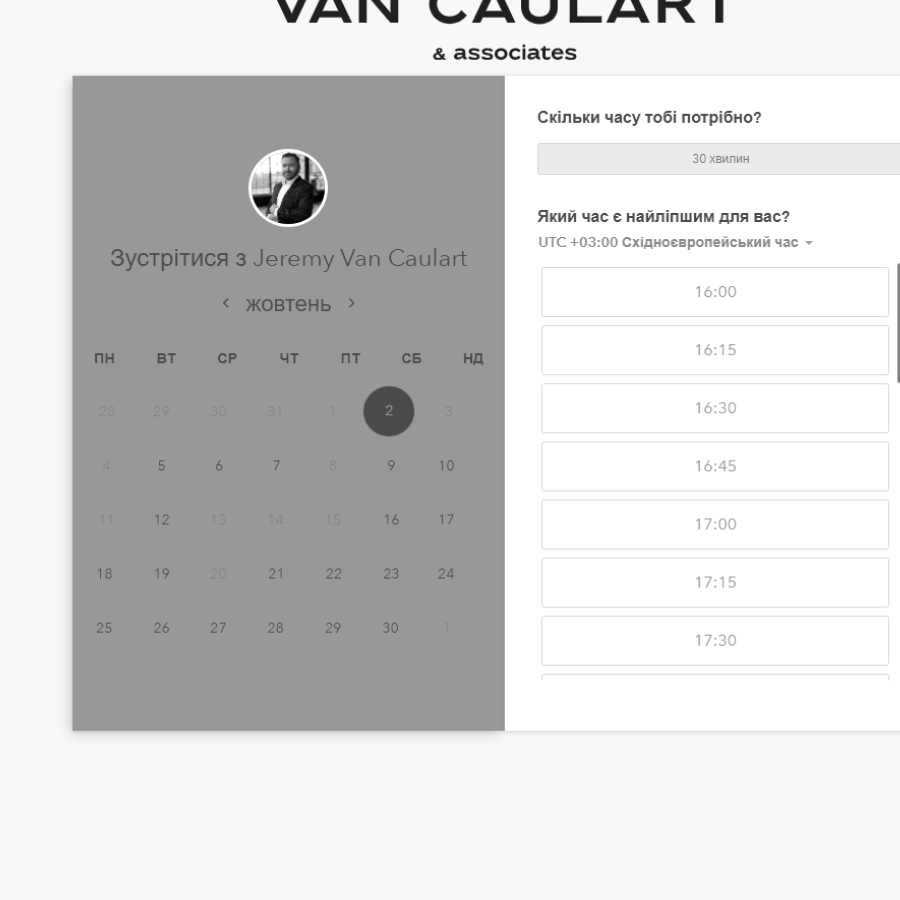 VAN CAULART
& associates
Зустрітися з Jeremy Van Caulart
жовтень
ПН ВТ СР ЧТ ПТ СБ НД
28 29 30 31 1 2 3
4 5 6 7 8 9 10
11 12 13 14 15 16 17
18 19 20 21 22 23 24
25 26 27 28 29 30 1
Скільки часу тобі потрібно?
30 хвилин
Який час є найліпшим для вас?
UTC +03:00 Східноєвропейський час
16:00
16:15
16:30
16:45
17:00
17:15
17:30